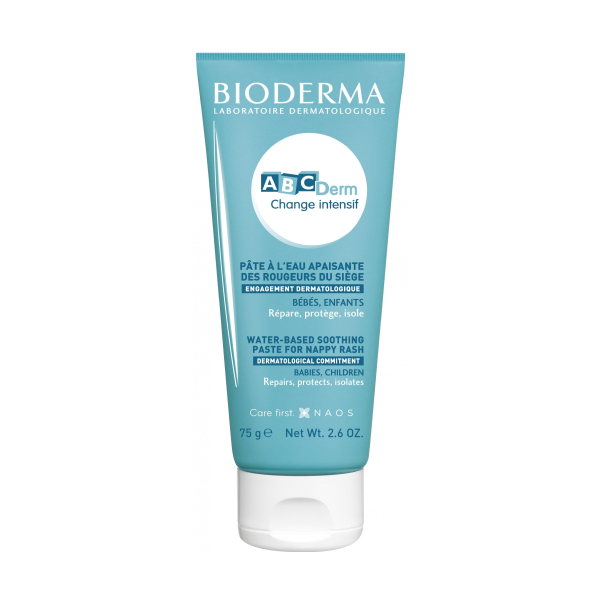 BIODERMA
LABORATOIRE DERMATOLOGIQUE
ABCDerm
Change intensif
PÂTE À L'EAU APAISANTE
DES ROUGEURS DU SIÈGE
ENGAGEMENT DERMATOLOGIQUE
BÉBÉS, ENFANTS
Répare, protège, isole
WATER-BASED SOOTHING
PASTE FOR NAPPY RASH
DERMATOLOGICAL COMMITMENT
BABIES, CHILDREN
Repairs, protects, isolates
Care first. NAOS
75 g e Net Wt. 2.6 OZ.